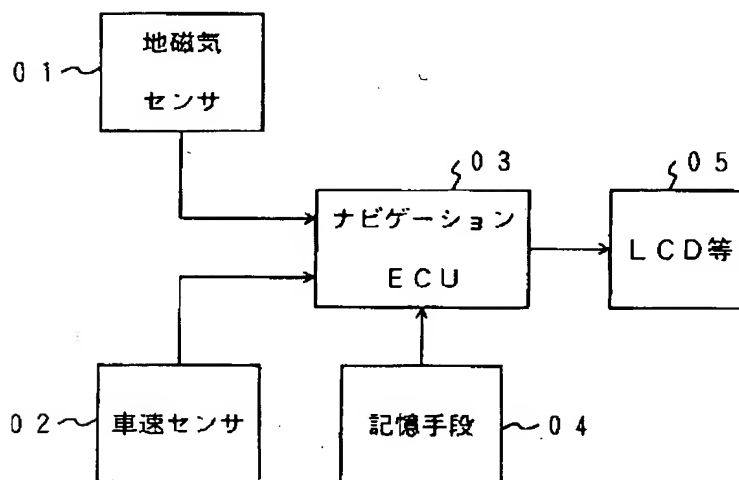 地磁気
センサ
０１
０３
ナビゲーション
ＥＣＵ
０５
ＬＣＤ等
０２
車速センサ
記憶手段
０４